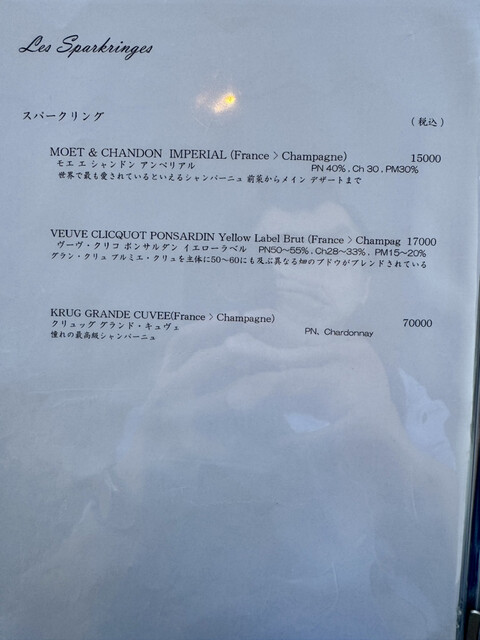 Les Sparkringes
スパークリング (税込)
MOET & CHANDON IMPERIAL (France > Champagne) 15000
モエ エ シャンドン アンペリアル PN 40%, Ch 30, PM30%
世界で最も愛されているといえるシャンパーニュ 前菜からメイン デザートまで
VEUVE CLICQUOT PONSARDIN Yellow Label Brut (France > Champag 17000
ヴーヴ・クリコ ポンサルダン イエローラベル PN50~55%, Ch28~33%, PM15~20%
グラン・クリュ プルミエ・クリュを主体に50~60にも及ぶ異なる畑のブドウがブレンドされている
KRUG GRANDE CUVEE(France > Champagne) 70000
クリュッグ グランド・キュヴェ PN, Chardonnay
憧れの最高級シャンパーニュ